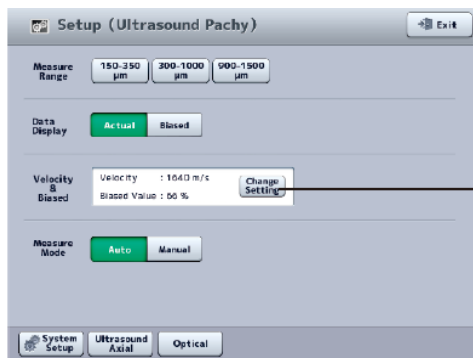 Setup (Ultrasound Pachy)
Exit
Measure
Range
150-350
µm
300-1000
µm
900-1500
µm
Data
Display
Actual
Biased
Velocity
&
Biased
Velocity : 1640 m/s
Biased Value : 66 %
Change
Setting
Measure
Mode
Auto
Manual
System
Setup
Ultrasound
Axial
Optical